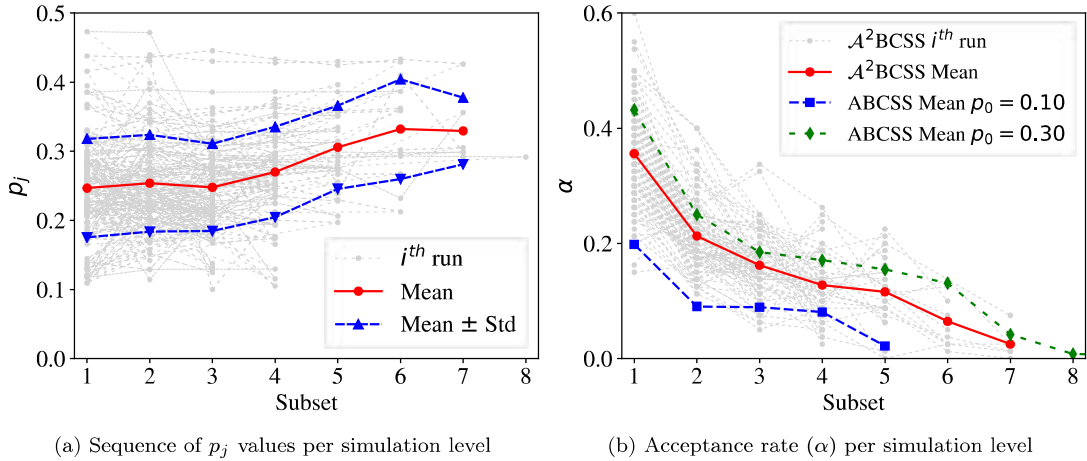 0.5
0.4
0.3
0.2
0.1
0.0
p_j
1 2 3 4 5 6 7 8
Subset
i^{th} run
Mean
Mean ± Std
(a) Sequence of p_j values per simulation level
0.6
0.4
0.2
0.0
α
1 2 3 4 5 6 7 8
Subset
𝒜²BCSS i^{th} run
𝒜²BCSS Mean
ABCSS Mean p_0 = 0.10
ABCSS Mean p_0 = 0.30
(b) Acceptance rate (α) per simulation level